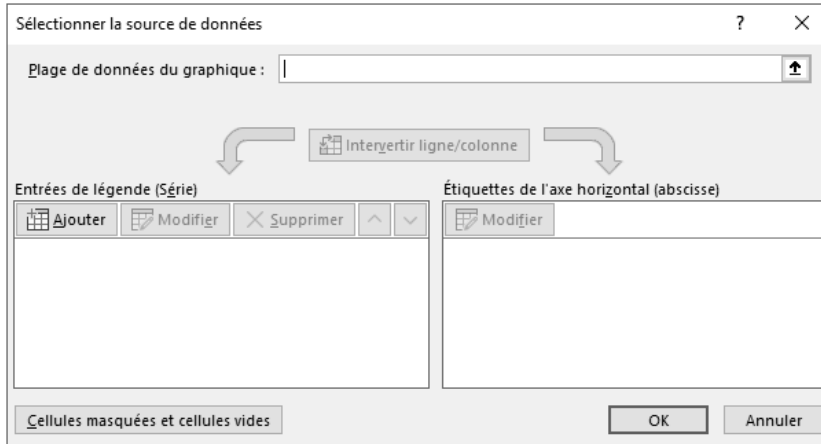 Sélectionner la source de données ?
Plage de données du graphique :
Intervertir ligne/colonne
Entrées de légende (Série)
Étiquettes de l'axe horizontal (abscisse)
Ajouter Modifier Supprimer
Modifier
Cellules masquées et cellules vides
OK Annuler